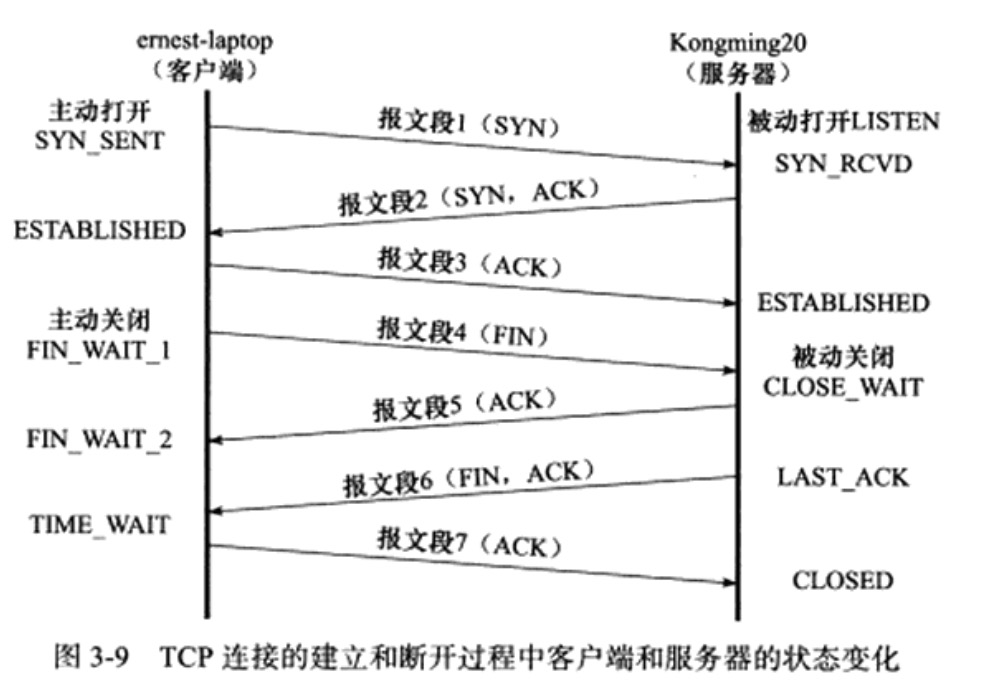 ernest-laptop
(客户端)
Kongming20
(服务器)
主动打开
SYN_SENT
报文段1(SYN)
被动打开LISTEN
SYN_RCVD
报文段2(SYN,ACK)
ESTABLISHED
报文段3(ACK)
ESTABLISHED
主动关闭
FIN_WAIT_1
报文段4(FIN)
被动关闭
CLOSE_WAIT
报文段5(ACK)
FIN_WAIT_2
报文段6(FIN,ACK)
LAST_ACK
TIME_WAIT
报文段7(ACK)
CLOSED
图 3-9 TCP 连接的建立和断开过程中客户端和服务器的状态变化